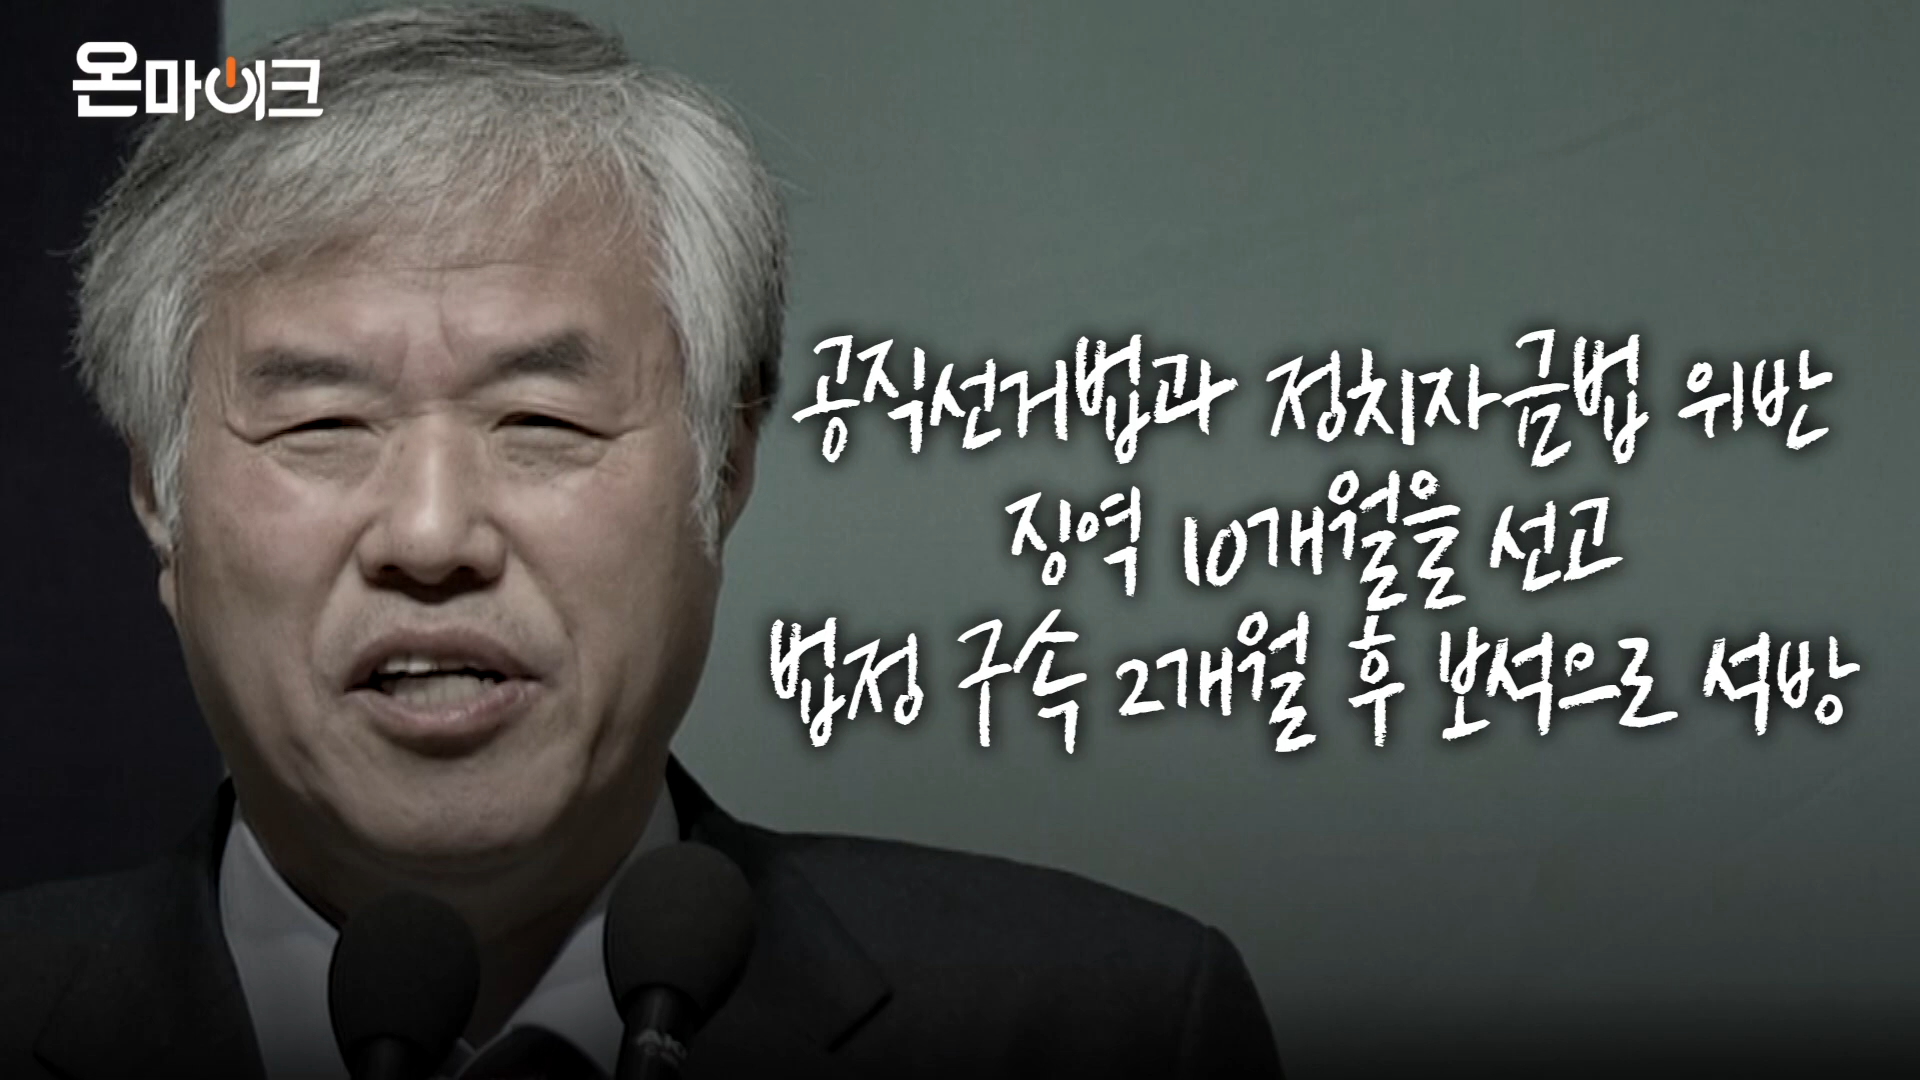 온마이크
공직선거법과 정치자금법 위반
징역 10개월을 선고
법정 구속 2개월 후 보석으로 석방